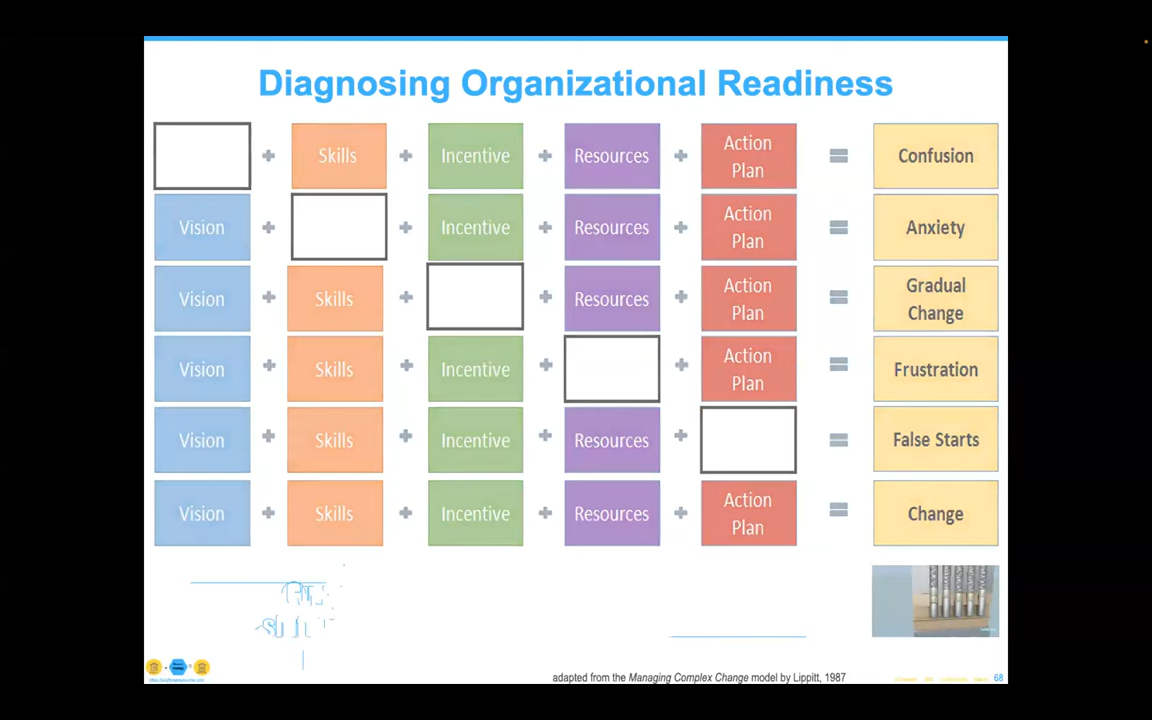 Diagnosing Organizational Readiness
Skills Incentive Resources Action Plan Confusion
Vision Incentive Resources Action Plan Anxiety
Vision Skills Resources Action Plan Gradual Change
Vision Skills Incentive Action Plan Frustration
Vision Skills Incentive Resources False Starts
Vision Skills Incentive Resources Action Plan Change
adapted from the Managing Complex Change model by Lippitt, 1987
68